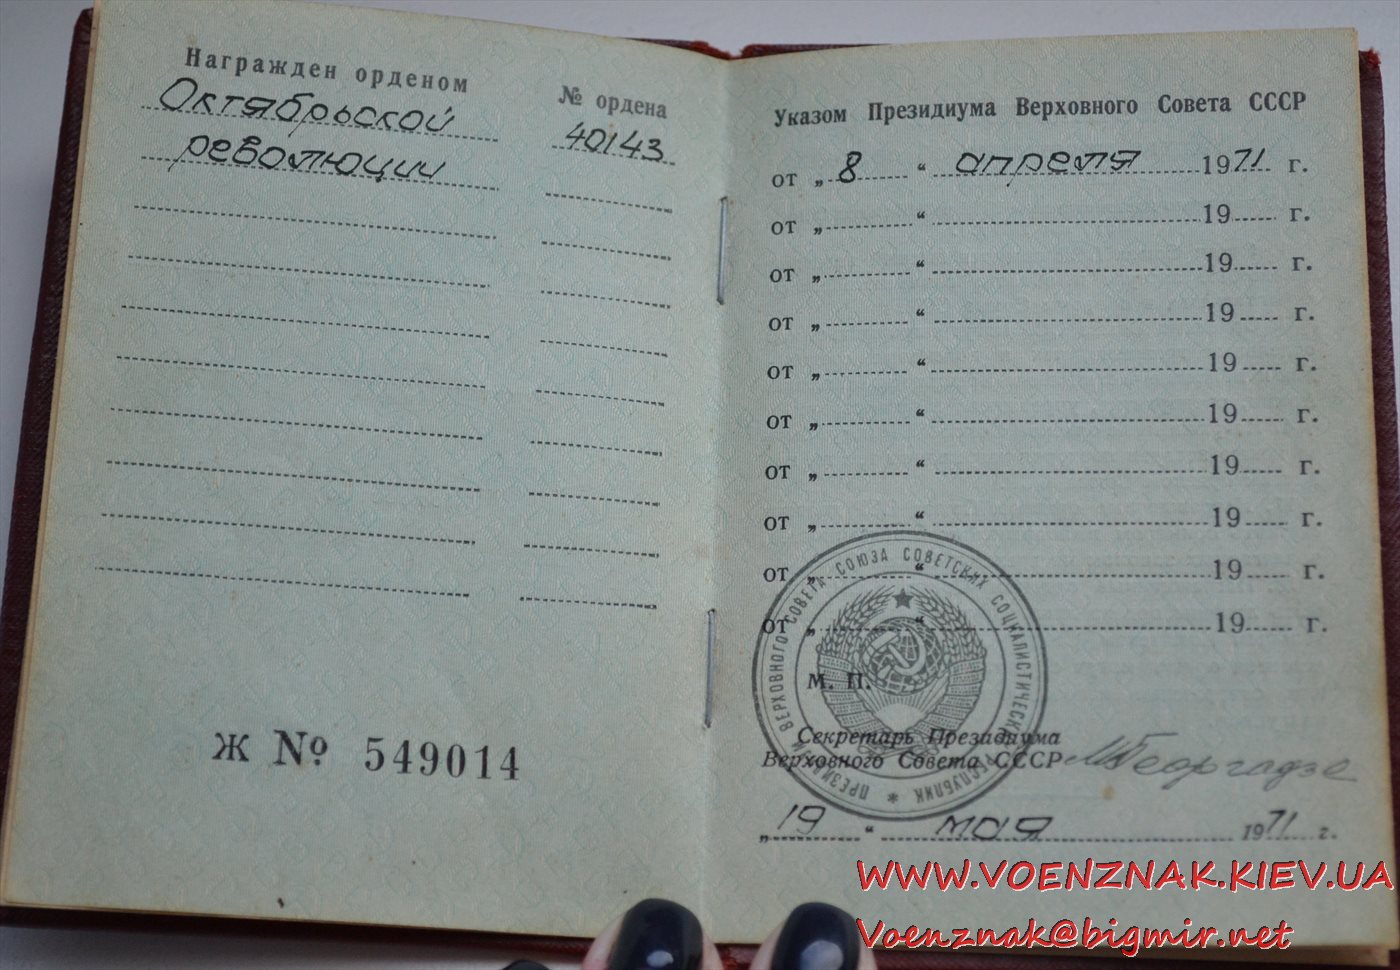 Награжден орденом
№ ордена
Октябрьской
40143
революции
Ж № 549014
Указом Президиума Верховного Совета СССР
от „ 8 “ апреля 1971 г.
от „ “ 19 г.
от „ “ 19 г.
от „ “ 19 г.
от „ “ 19 г.
от „ “ 19 г.
от „ “ 19 г.
от „ “ 19 г.
от „ “ 19 г.
от „ “ 19 г.
ПРЕЗИДИУМ ВЕРХОВНОГО СОВЕТА СОЮЗА СОВЕТСКИХ СОЦИАЛИСТИЧЕСКИХ РЕСПУБЛИК *
М. П.
Секретарь Президиума
Верховного Совета СССР МГеоргадзе
„ 19 “ мая 1971 г.
WWW.VOENZNAK.KIEV.UA
Voenznak@bigmir.net